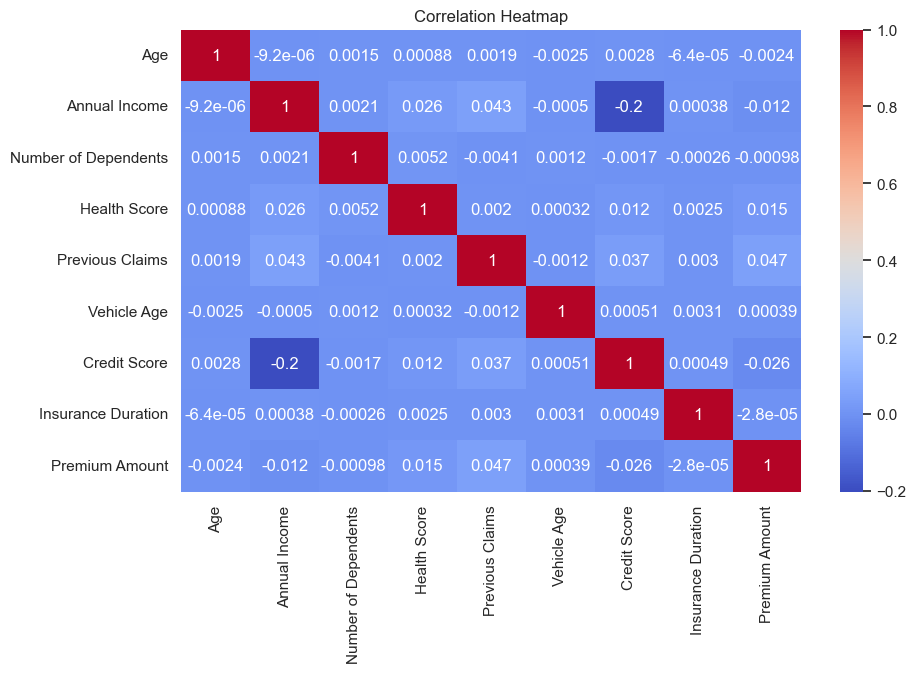 Correlation Heatmap
Age 1 -9.2e-06 0.0015 0.00088 0.0019 -0.0025 0.0028 -6.4e-05 -0.0024
Annual Income -9.2e-06 1 0.0021 0.026 0.043 -0.0005 -0.2 0.00038 -0.012
Number of Dependents 0.0015 0.0021 1 0.0052 -0.0041 0.0012 -0.0017 -0.00026 -0.00098
Health Score 0.00088 0.026 0.0052 1 0.002 0.00032 0.012 0.0025 0.015
Previous Claims 0.0019 0.043 -0.0041 0.002 1 -0.0012 0.037 0.003 0.047
Vehicle Age -0.0025 -0.0005 0.0012 0.00032 -0.0012 1 0.00051 0.0031 0.00039
Credit Score 0.0028 -0.2 -0.0017 0.012 0.037 0.00051 1 0.00049 -0.026
Insurance Duration -6.4e-05 0.00038 -0.00026 0.0025 0.003 0.0031 0.00049 1 -2.8e-05
Premium Amount -0.0024 -0.012 -0.00098 0.015 0.047 0.00039 -0.026 -2.8e-05 1
Age
Annual Income
Number of Dependents
Health Score
Previous Claims
Vehicle Age
Credit Score
Insurance Duration
Premium Amount
1.0
0.8
0.6
0.4
0.2
0.0
−0.2